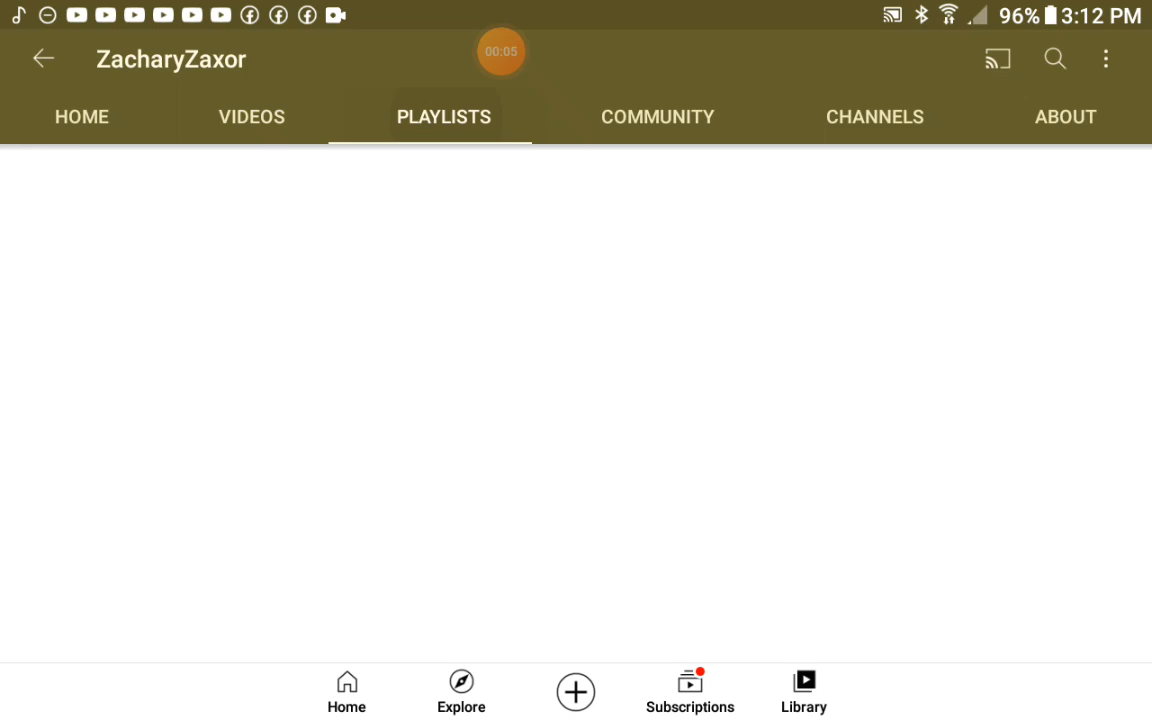 96% 3:12 PM
ZacharyZaxor
00:05
HOME VIDEOS PLAYLISTS COMMUNITY CHANNELS ABOUT
Home Explore Subscriptions Library